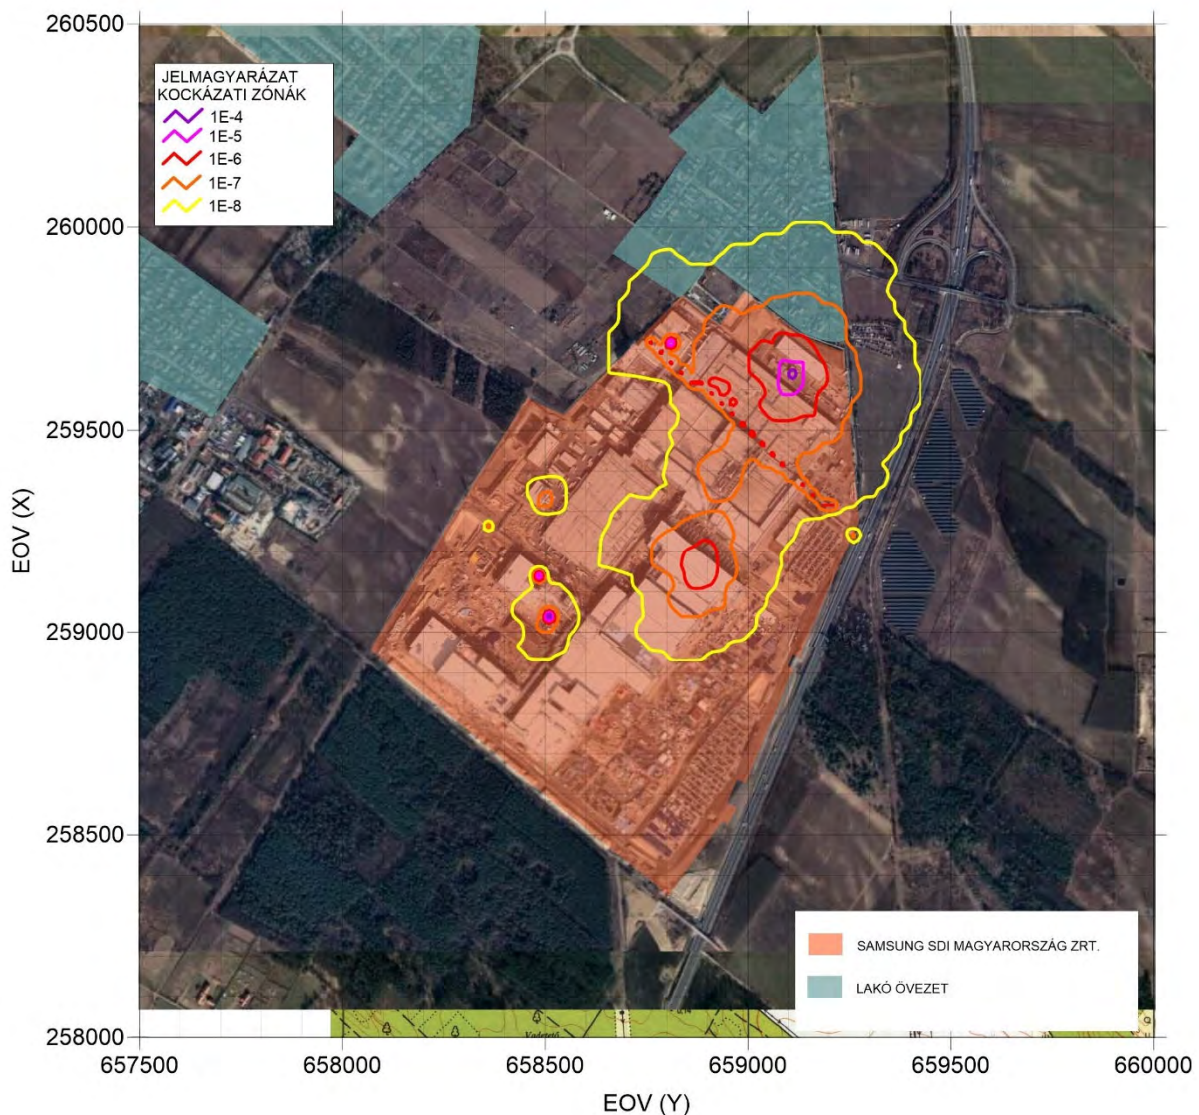 260500
JELMAGYARÁZAT
KOCKÁZATI ZÓNÁK
1E-4
1E-5
1E-6
1E-7
1E-8
260000
259500
EOV (X)
259000
258500
SAMSUNG SDI MAGYARORSZÁG ZRT.
LAKÓ ÖVEZET
258000
657500
658000
658500
659000
659500
660000
EOV (Y)